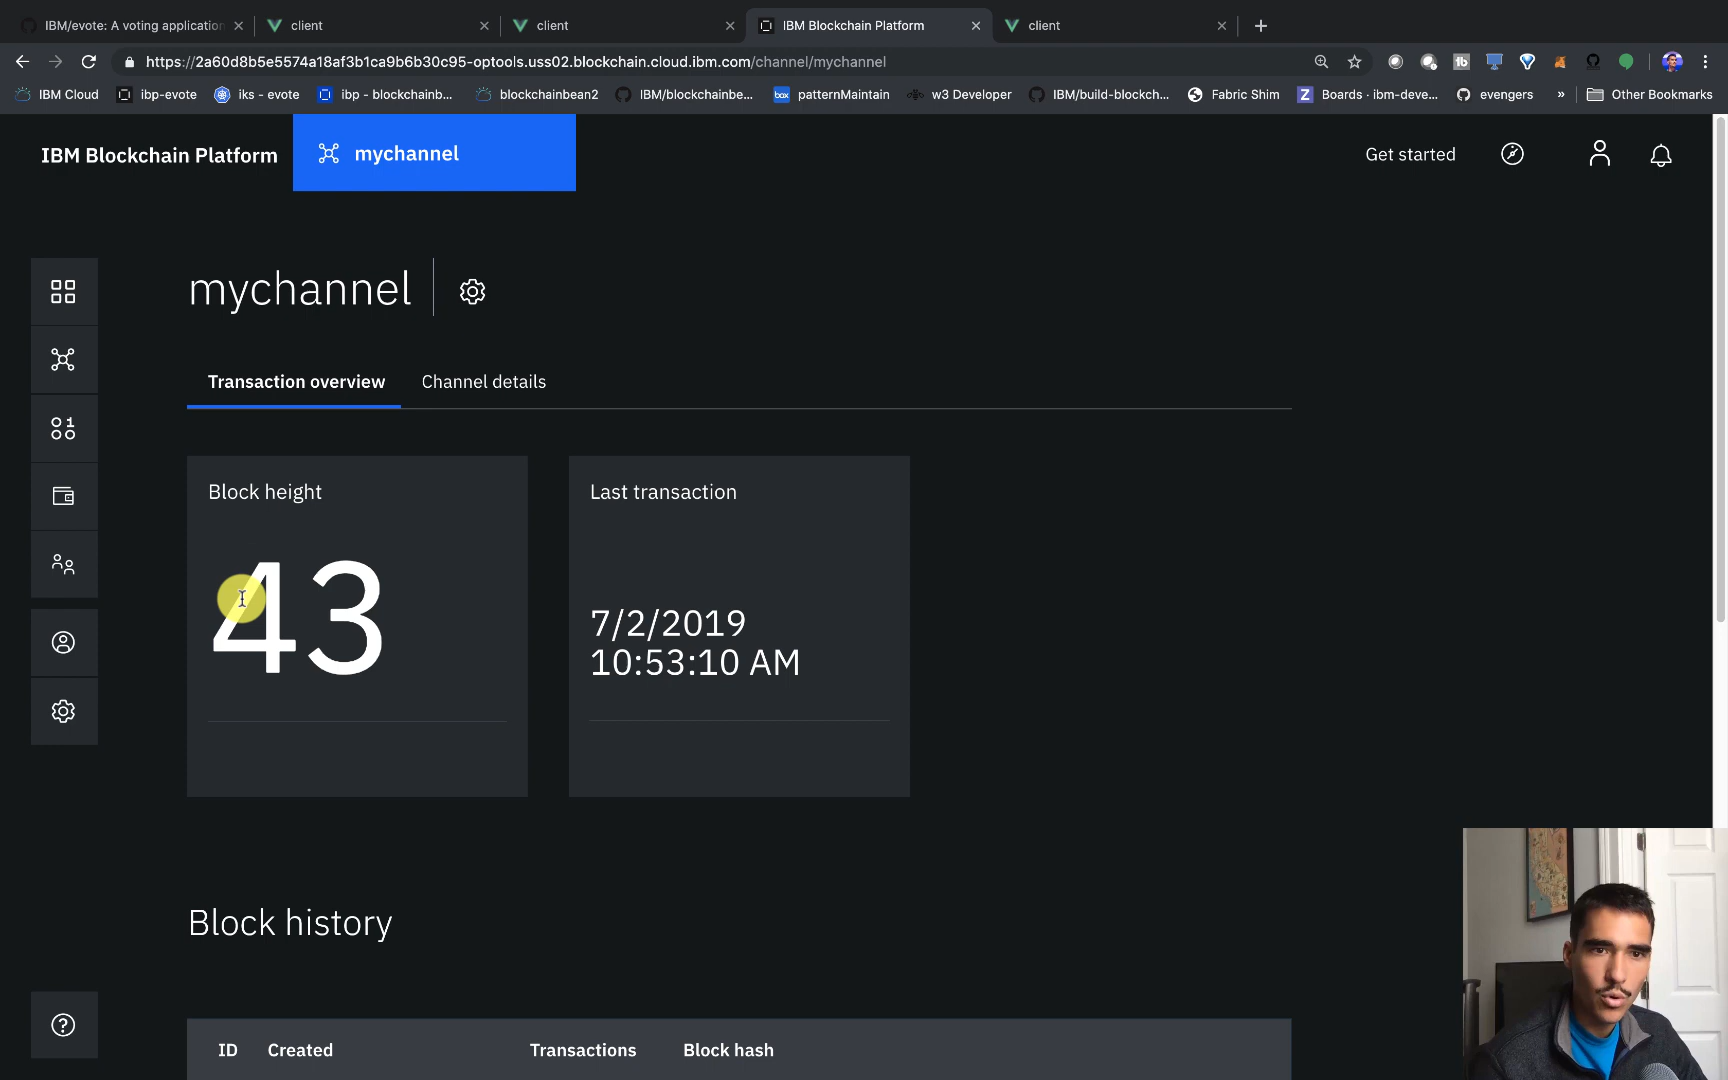 IBM/evote: A voting application
client
client
IBM Blockchain Platform
client
https://2a60d8b5e5574a18af3b1ca9b6b30c95-optools.uss02.blockchain.cloud.ibm.com/channel/mychannel
IBM Cloud
ibp-evote
iks - evote
ibp - blockchainb...
blockchainbean2
IBM/blockchainbe...
box
patternMaintain
w3 Developer
IBM/build-blockch...
Fabric Shim
Z
Boards · ibm-deve...
evengers
»
Other Bookmarks
IBM Blockchain Platform
mychannel
Get started
mychannel
Transaction overview
Channel details
Block height
43
Last transaction
7/2/2019
10:53:10 AM
Block history
ID
Created
Transactions
Block hash